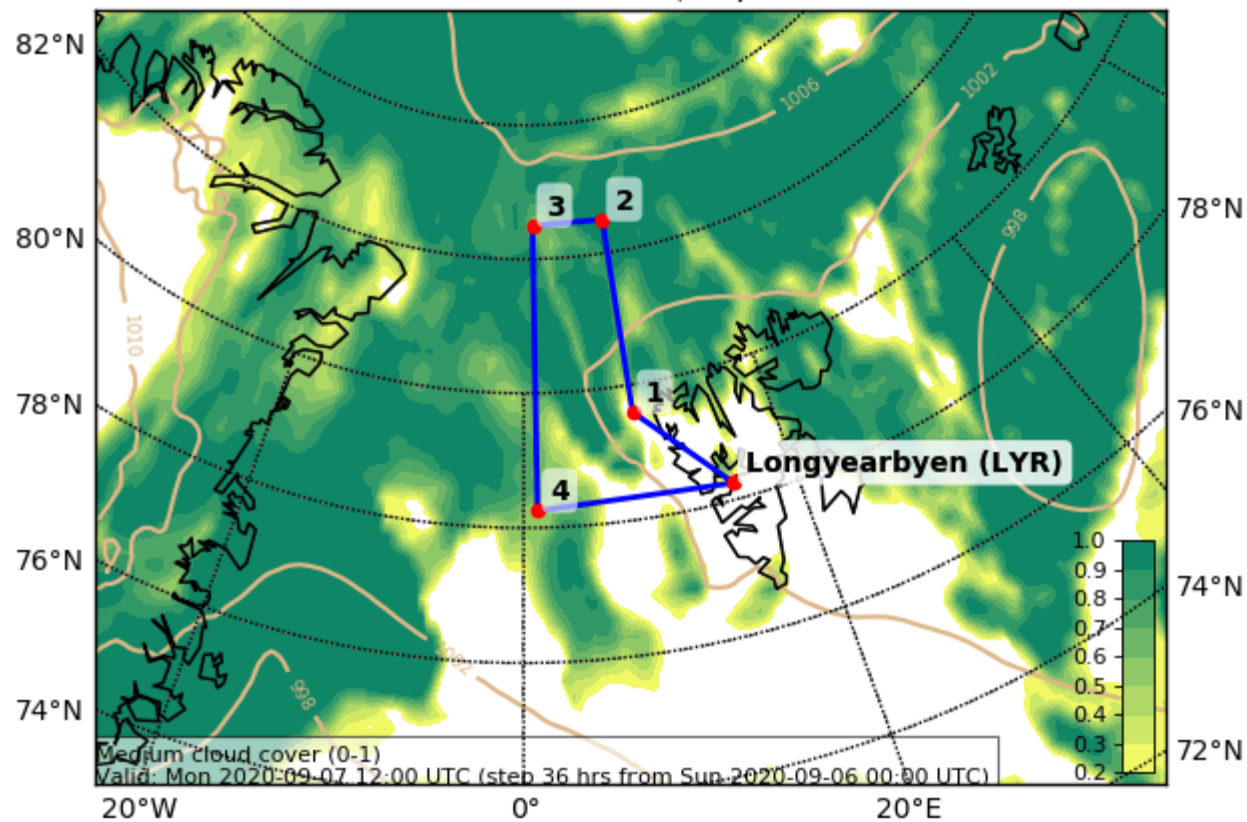 82°N
80°N
78°N
76°N
74°N
78°N
76°N
74°N
72°N
20°W
0°
20°E
1006
1002
998
1010
1002
998
3
2
1
4
Longyearbyen (LYR)
1.0
0.9
0.8
0.7
0.6
0.5
0.4
0.3
0.2
Medium cloud cover (0-1)
Valid: Mon 2020-09-07 12:00 UTC (step 36 hrs from Sun 2020-09-06 00:00 UTC)